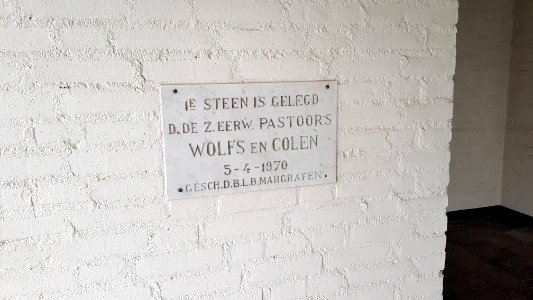 1E STEEN IS GELEGD
D.DE Z.EERW. PASTOORS
WOLFS EN COLEN
5-4-1970
GESCH.D.B.L.B.MARGRATEN.